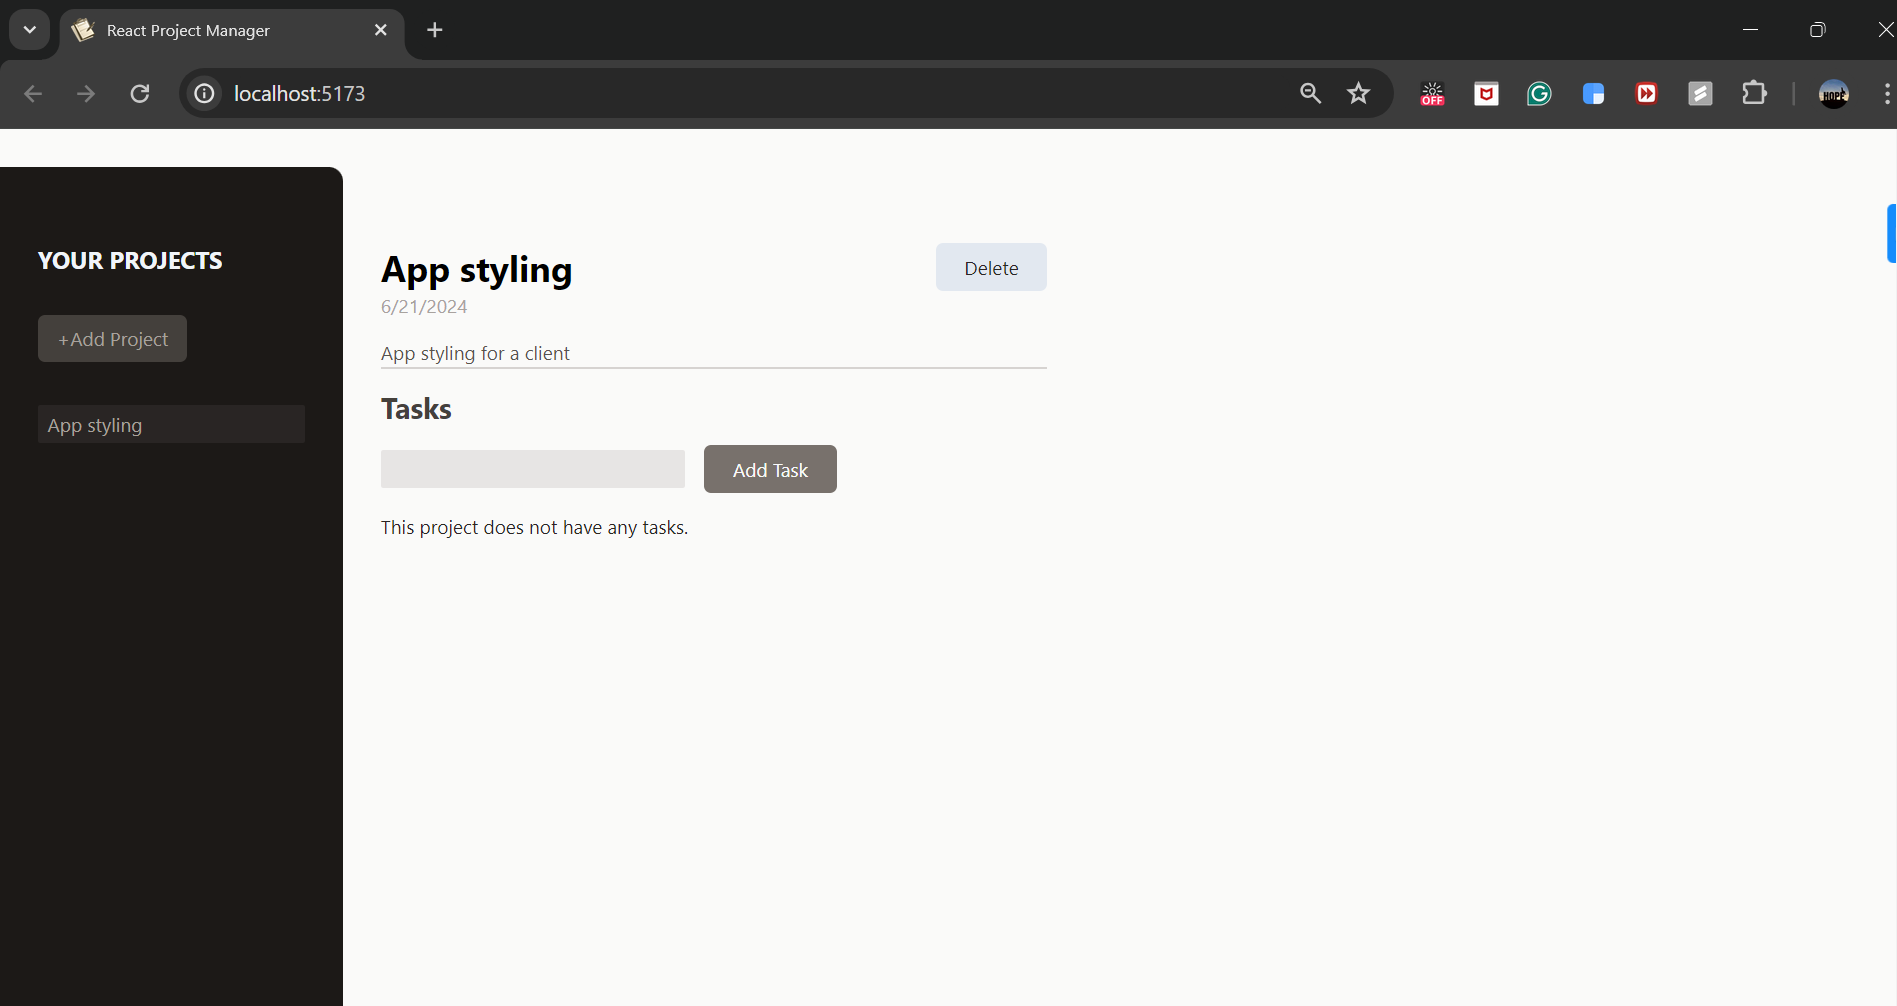 React Project Manager
localhost:5173
OFF
HOPE
YOUR PROJECTS
+Add Project
App styling
App styling
Delete
6/21/2024
App styling for a client
Tasks
Add Task
This project does not have any tasks.